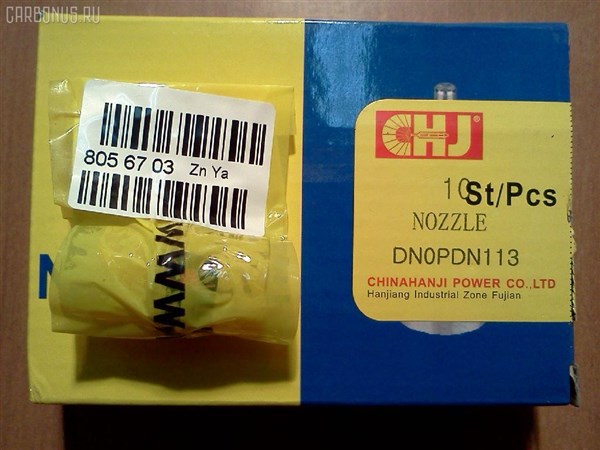 CARBONUS.RU
805 67 03 Zn Ya
WWW
N
CHJ ®
10 St/Pcs
NOZZLE
DN0PDN113
CHINAHANJI POWER CO.,LTD
Hanjiang Industrial Zone Fujian